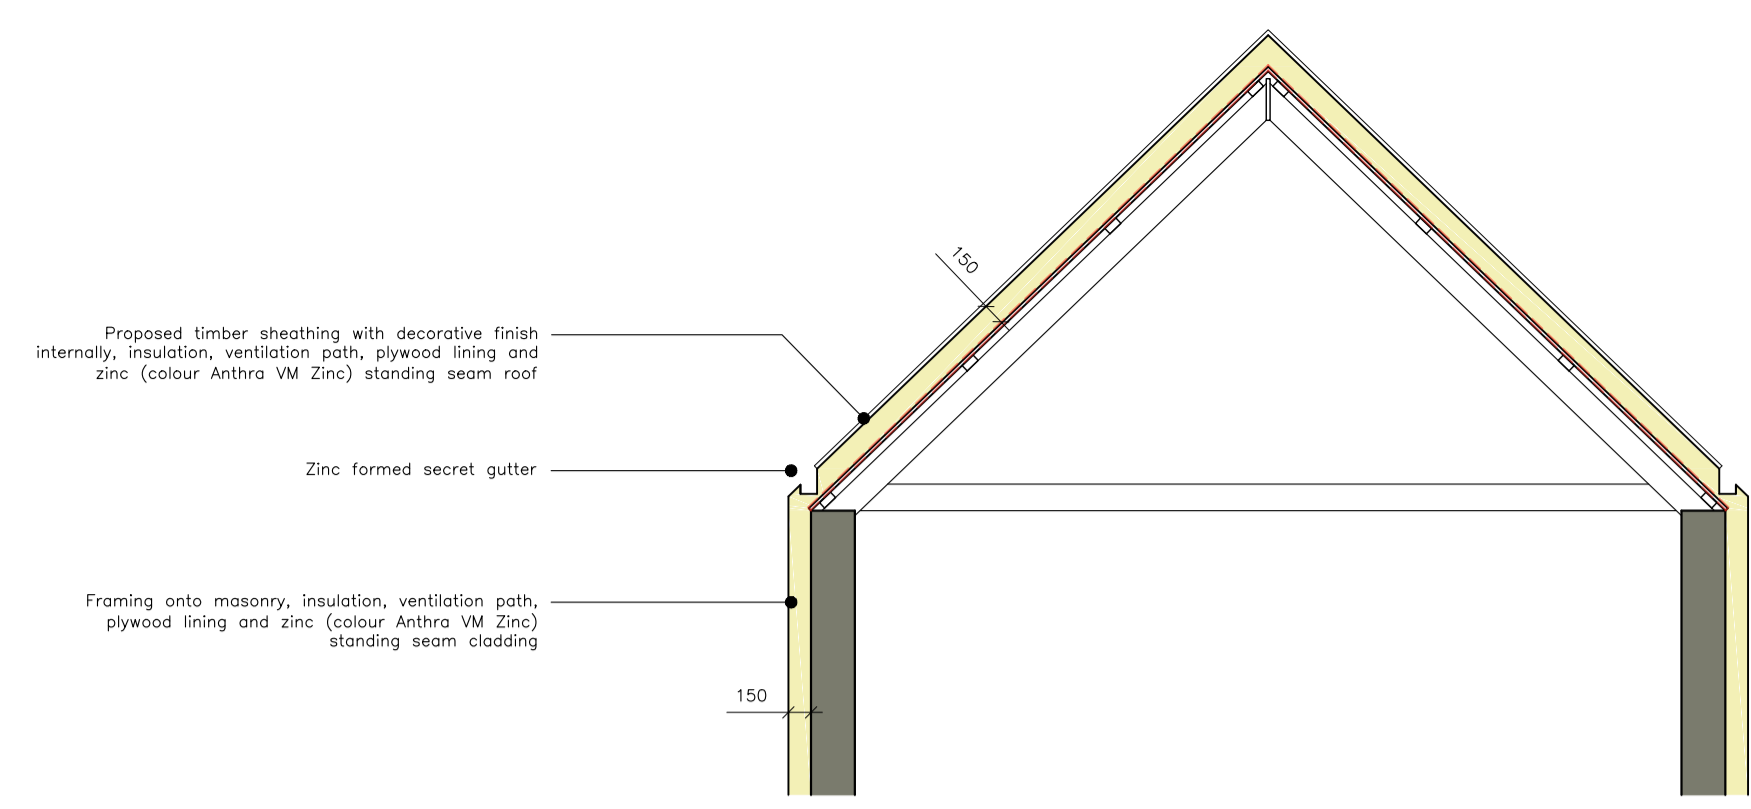 150
Proposed timber sheathing with decorative finish
internally, insulation, ventilation path, plywood lining and
zinc (colour Anthra VM Zinc) standing seam roof
Zinc formed secret gutter
Framing onto masonry, insulation, ventilation path,
plywood lining and zinc (colour Anthra VM Zinc)
standing seam cladding
150